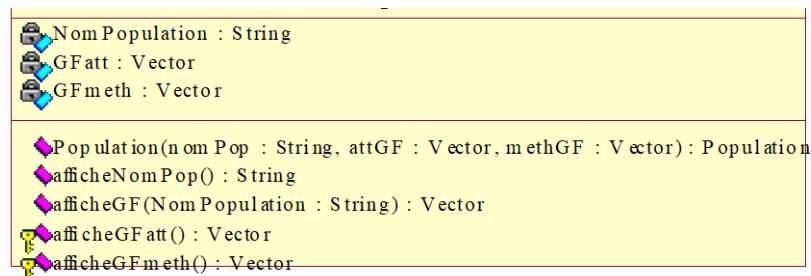 NomPopulation : String
GFatt : Vector
GFmeth : Vector
Population(nomPop : String, attGF : Vector, methGF : Vector) : Population
afficheNomPop() : String
afficheGF(NomPopulation : String) : Vector
afficheGFatt() : Vector
afficheGFmeth() : Vector